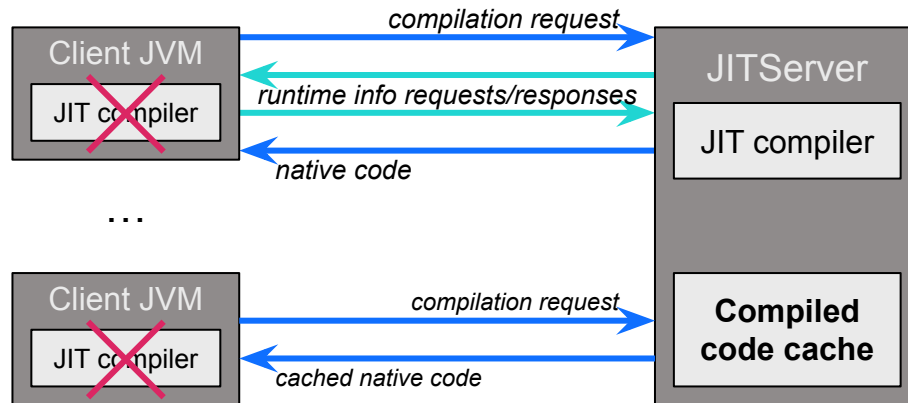 compilation request
Client JVM
JIT compiler
runtime info requests/responses
native code
JITServer
JIT compiler
...
Client JVM
JIT compiler
compilation request
cached native code
Compiled
code cache